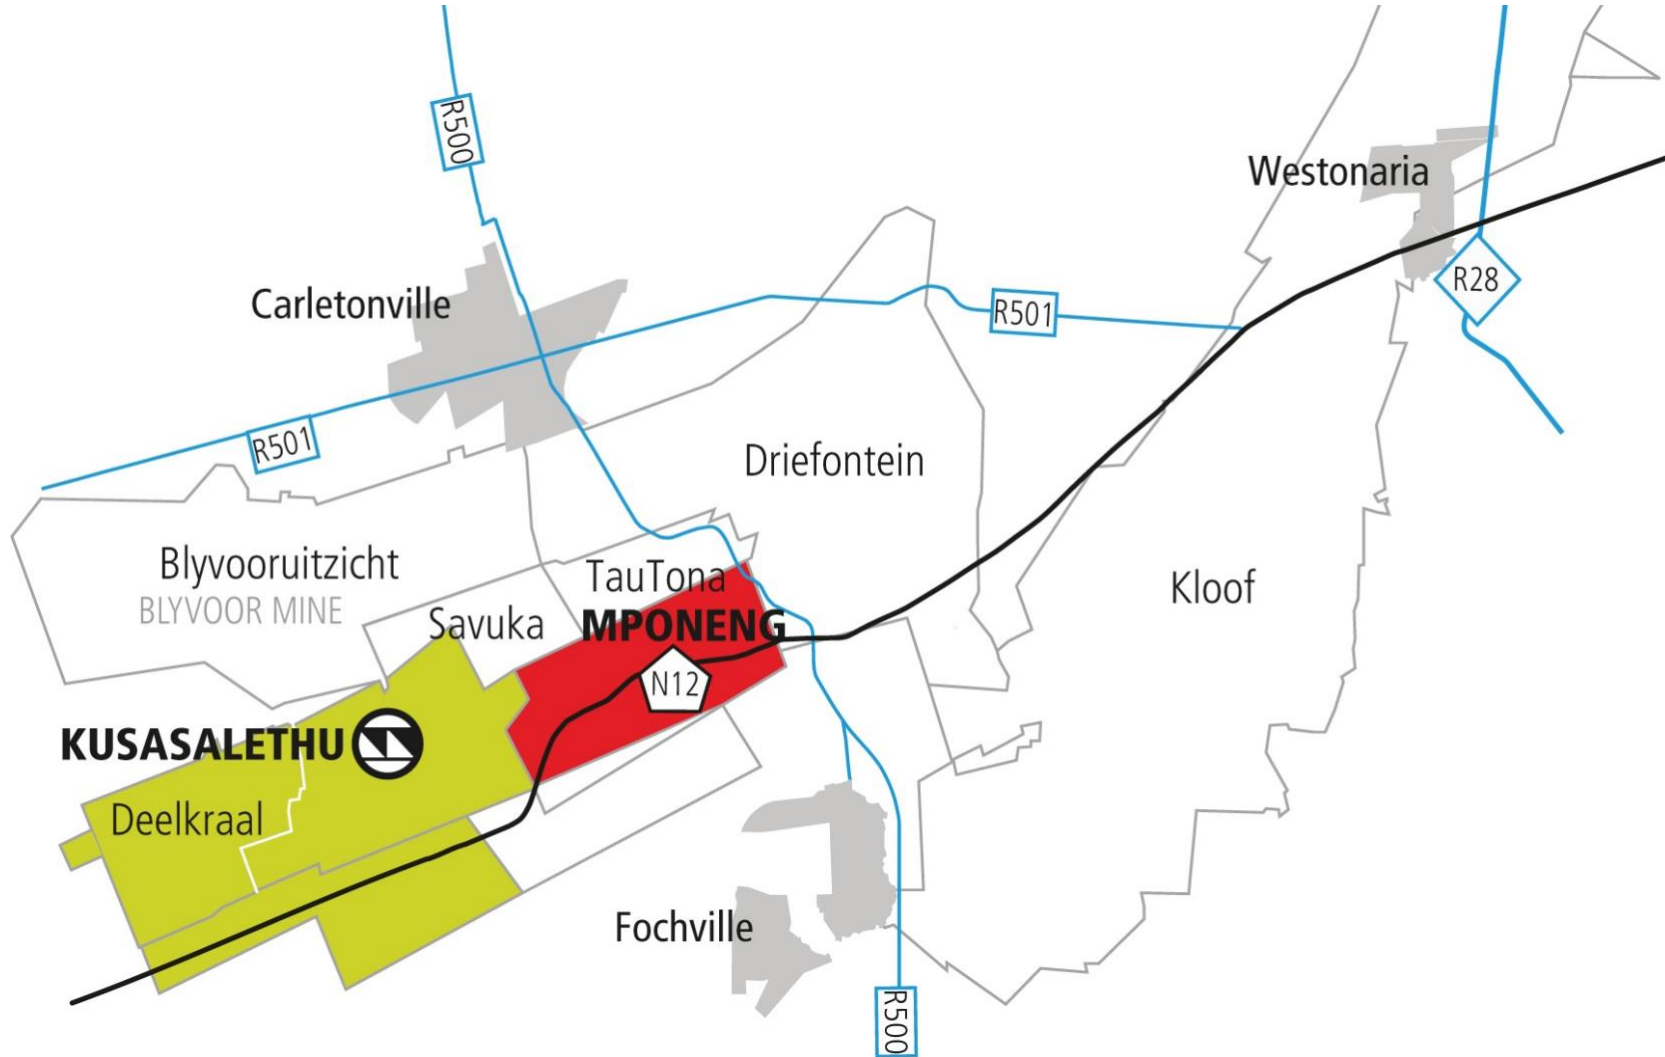 R500
Westonaria
R28
Carletonville
R501
R501
Driefontein
Blyvooruitzicht
BLYVOOR MINE
TauTona
Savuka
MPONENG
Kloof
N12
KUSASALETHU
Deelkraal
Fochville
R500